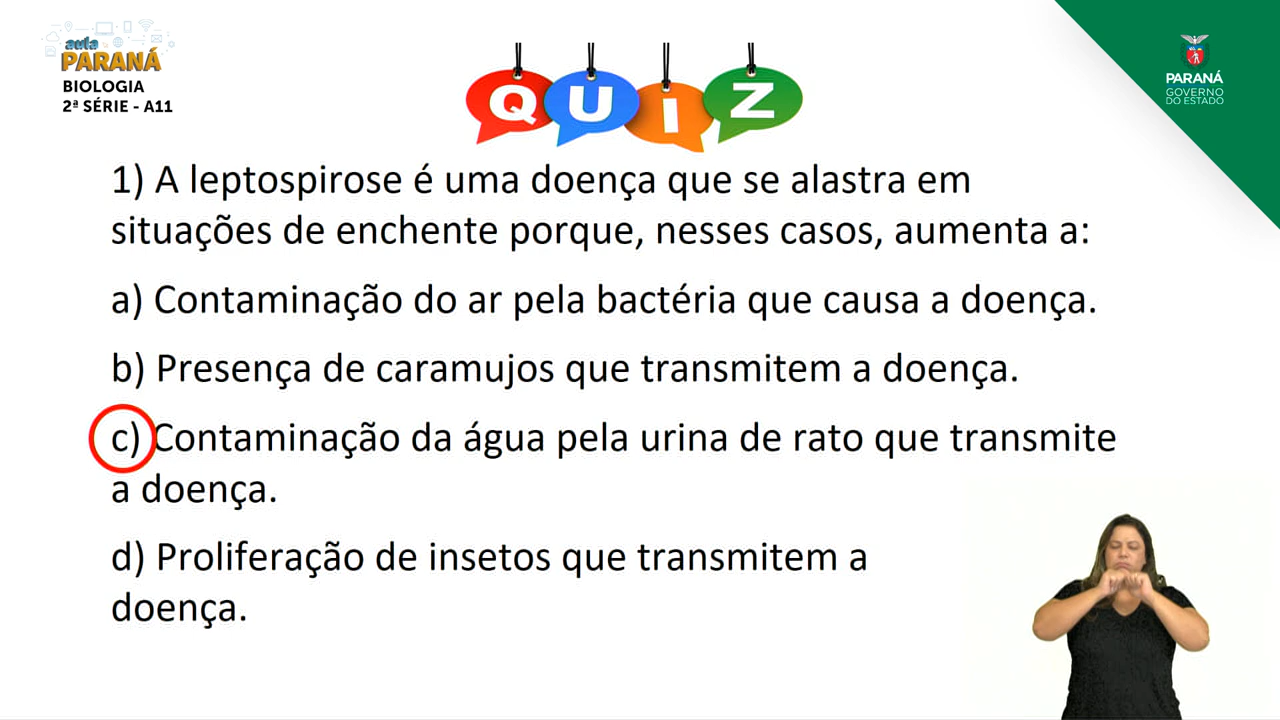 aula
PARANÁ
BIOLOGIA
2ª SÉRIE - A11
QUIZ
PARANÁ
GOVERNO
DO ESTADO
1) A leptospirose é uma doença que se alastra em
situações de enchente porque, nesses casos, aumenta a:
a) Contaminação do ar pela bactéria que causa a doença.
b) Presença de caramujos que transmitem a doença.
c) Contaminação da água pela urina de rato que transmite
a doença.
d) Proliferação de insetos que transmitem a
doença.